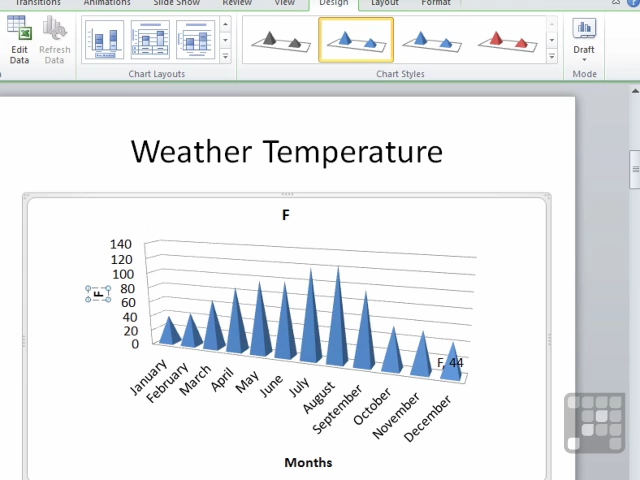 Transitions Animations Slide Show Review View Design Layout Format
Edit Data
Refresh Data
Chart Layouts
Chart Styles
Draft
Mode
Weather Temperature
F
140
120
100
80
60
40
20
0
F
F, 44
January
February
March
April
May
June
July
August
September
October
November
December
Months